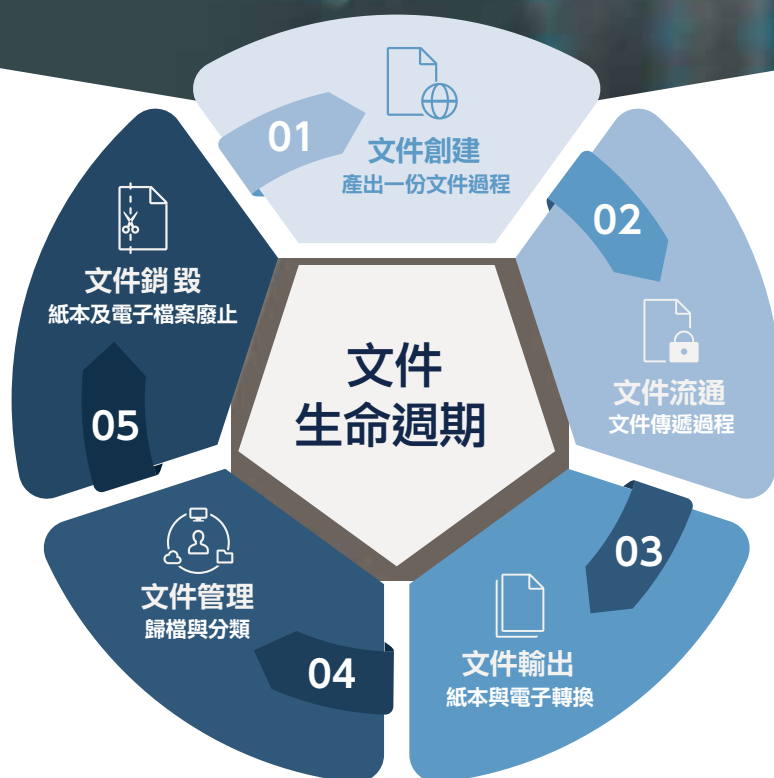 文件
生命週期
01
文件創建
產出一份文件過程
02
文件流通
文件傳遞過程
03
文件輸出
紙本與電子轉換
04
文件管理
歸檔與分類
05
文件銷毀
紙本及電子檔案廢止